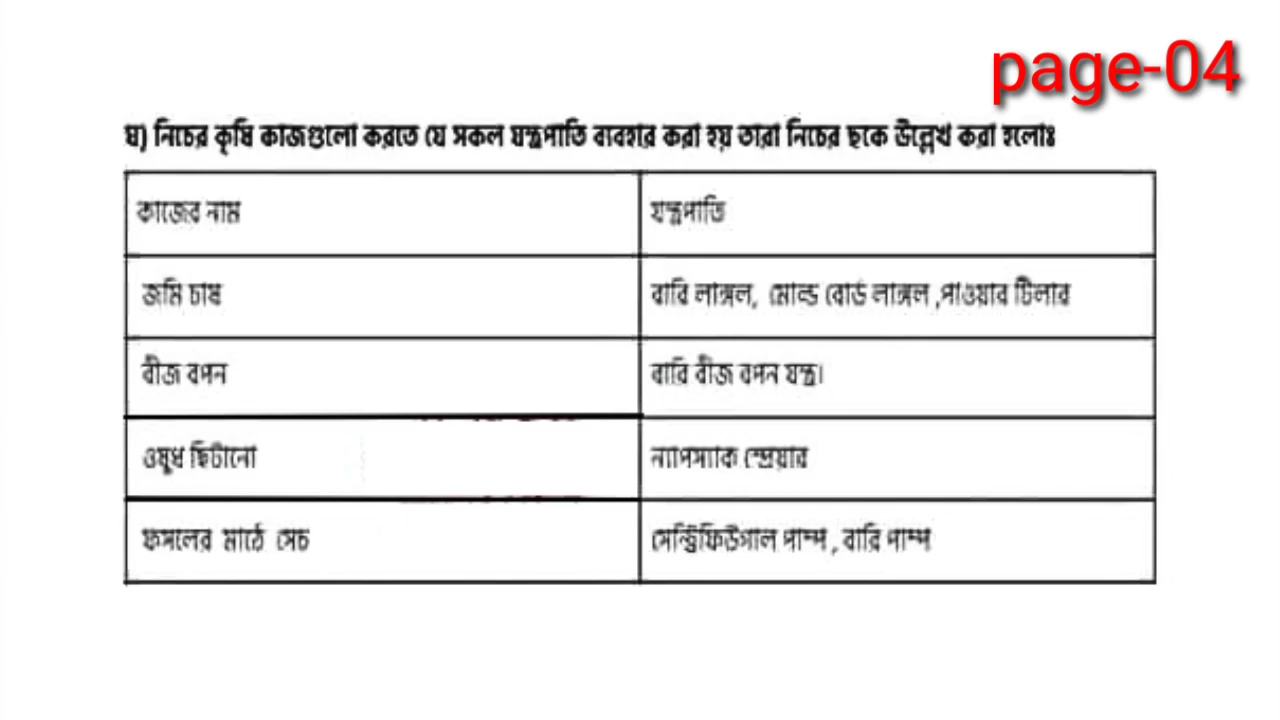 page-04
ঘ) নিচের কৃষি কাজগুলো করতে যে সকল যন্ত্রপাতি ব্যবহার করা হয় তারা নিচের ছকে উল্লেখ করা হলোঃ
কাজের নাম যন্ত্রপাতি
জমি চাষ বারি লাঙ্গল, মোল্ড বোর্ড লাঙ্গল ,পাওয়ার টিলার
বীজ বপন বারি বীজ বপন যন্ত্র।
ওষুধ ছিটানো ন্যাপস্যাক স্প্রেয়ার
ফসলের মাঠে সেচ সেন্ট্রিফিউগাল পাম্প , বারি পাম্প